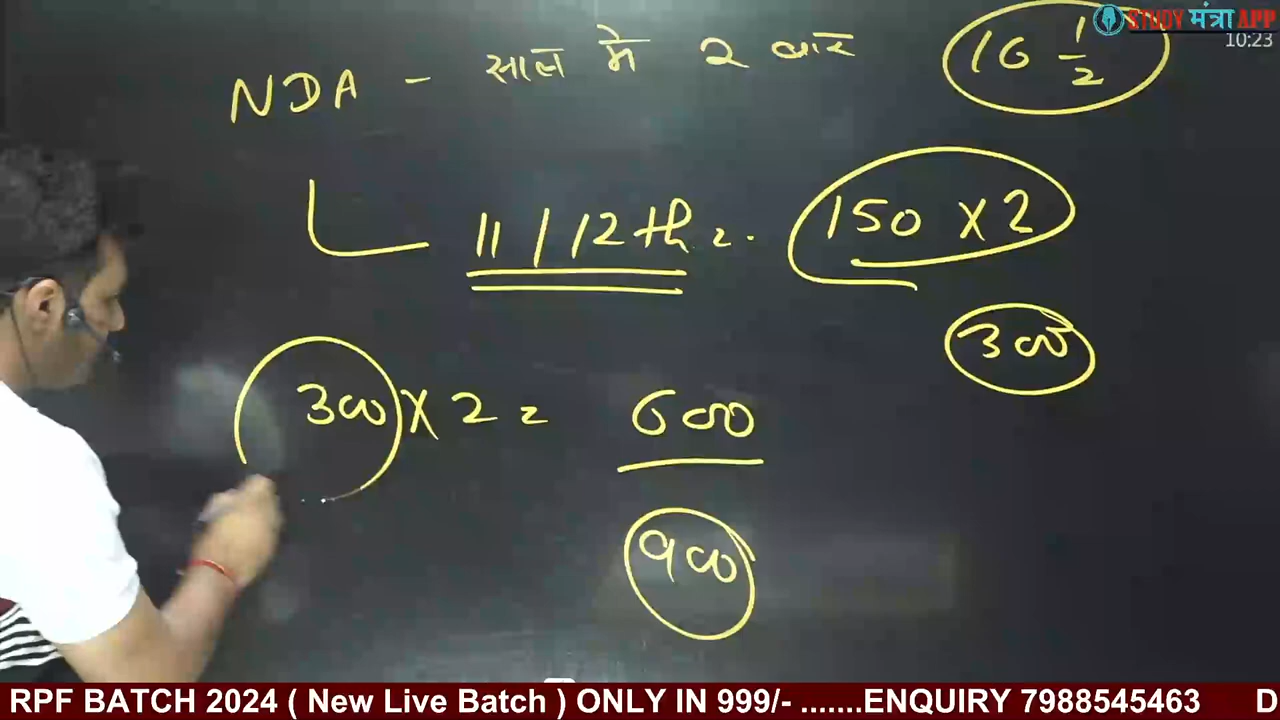 STUDY मंत्रा APP
10:23
NDA - साल मे 2 बार 16 1/2
11/12th = 150 X 2
300
300 X 2 = 600
900
RPF BATCH 2024 ( New Live Batch ) ONLY IN 999/- .......ENQUIRY 7988545463 D